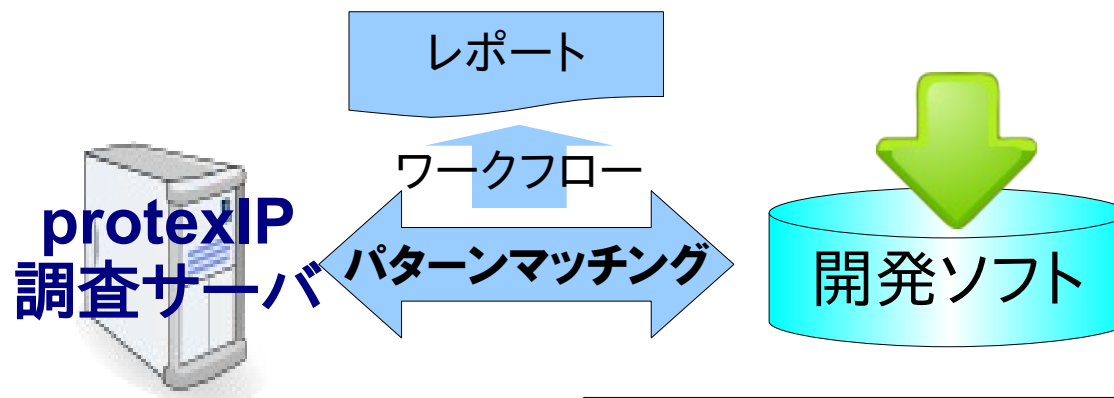 レポート
ワークフロー
protexIP
調査サーバ
パターンマッチング
開発ソフト